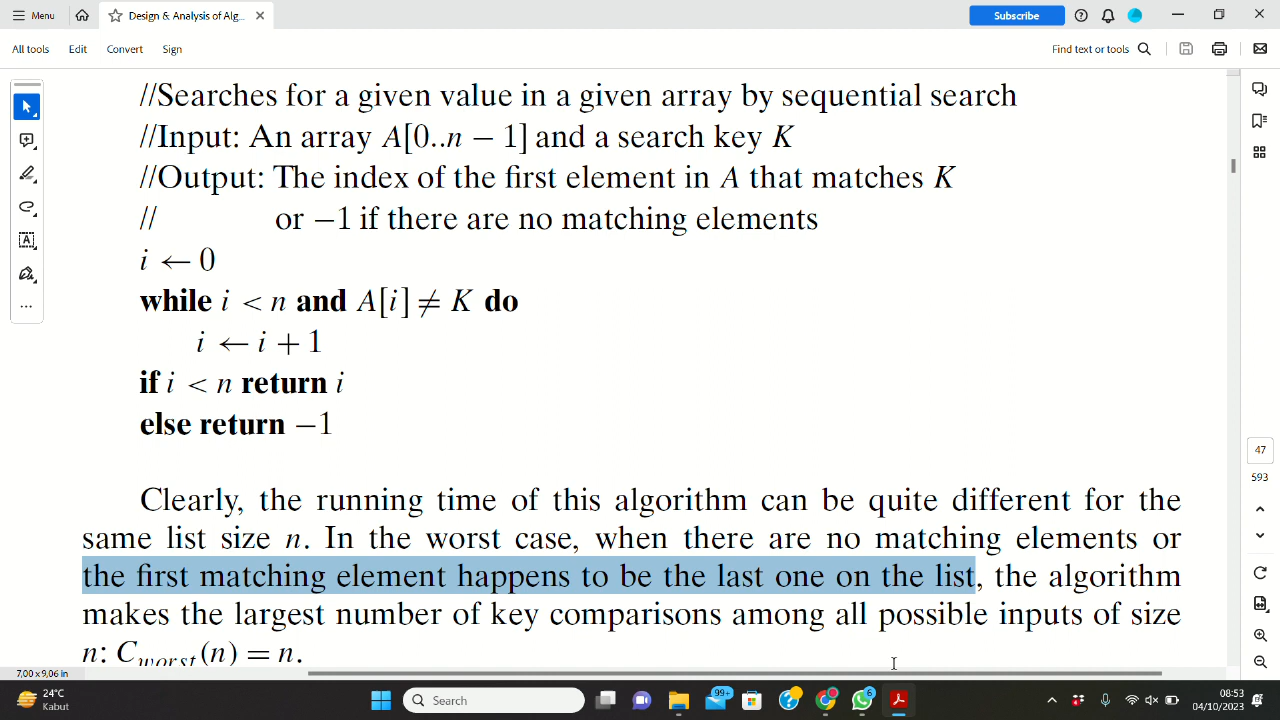 Menu
Design & Analysis of Alg...
Subscribe
All tools Edit Convert Sign
Find text or tools
//Searches for a given value in a given array by sequential search
//Input: An array A[0..n − 1] and a search key K
//Output: The index of the first element in A that matches K
// or −1 if there are no matching elements
i ← 0
while i < n and A[i] ≠ K do
i ← i + 1
if i < n return i
else return −1
Clearly, the running time of this algorithm can be quite different for the
same list size n. In the worst case, when there are no matching elements or
the first matching element happens to be the last one on the list, the algorithm
makes the largest number of key comparisons among all possible inputs of size
n: Cworst(n) = n.
47
593
7,00 x 9,06 in
24°C
Kabut
Search
99+
6
08:53
04/10/2023